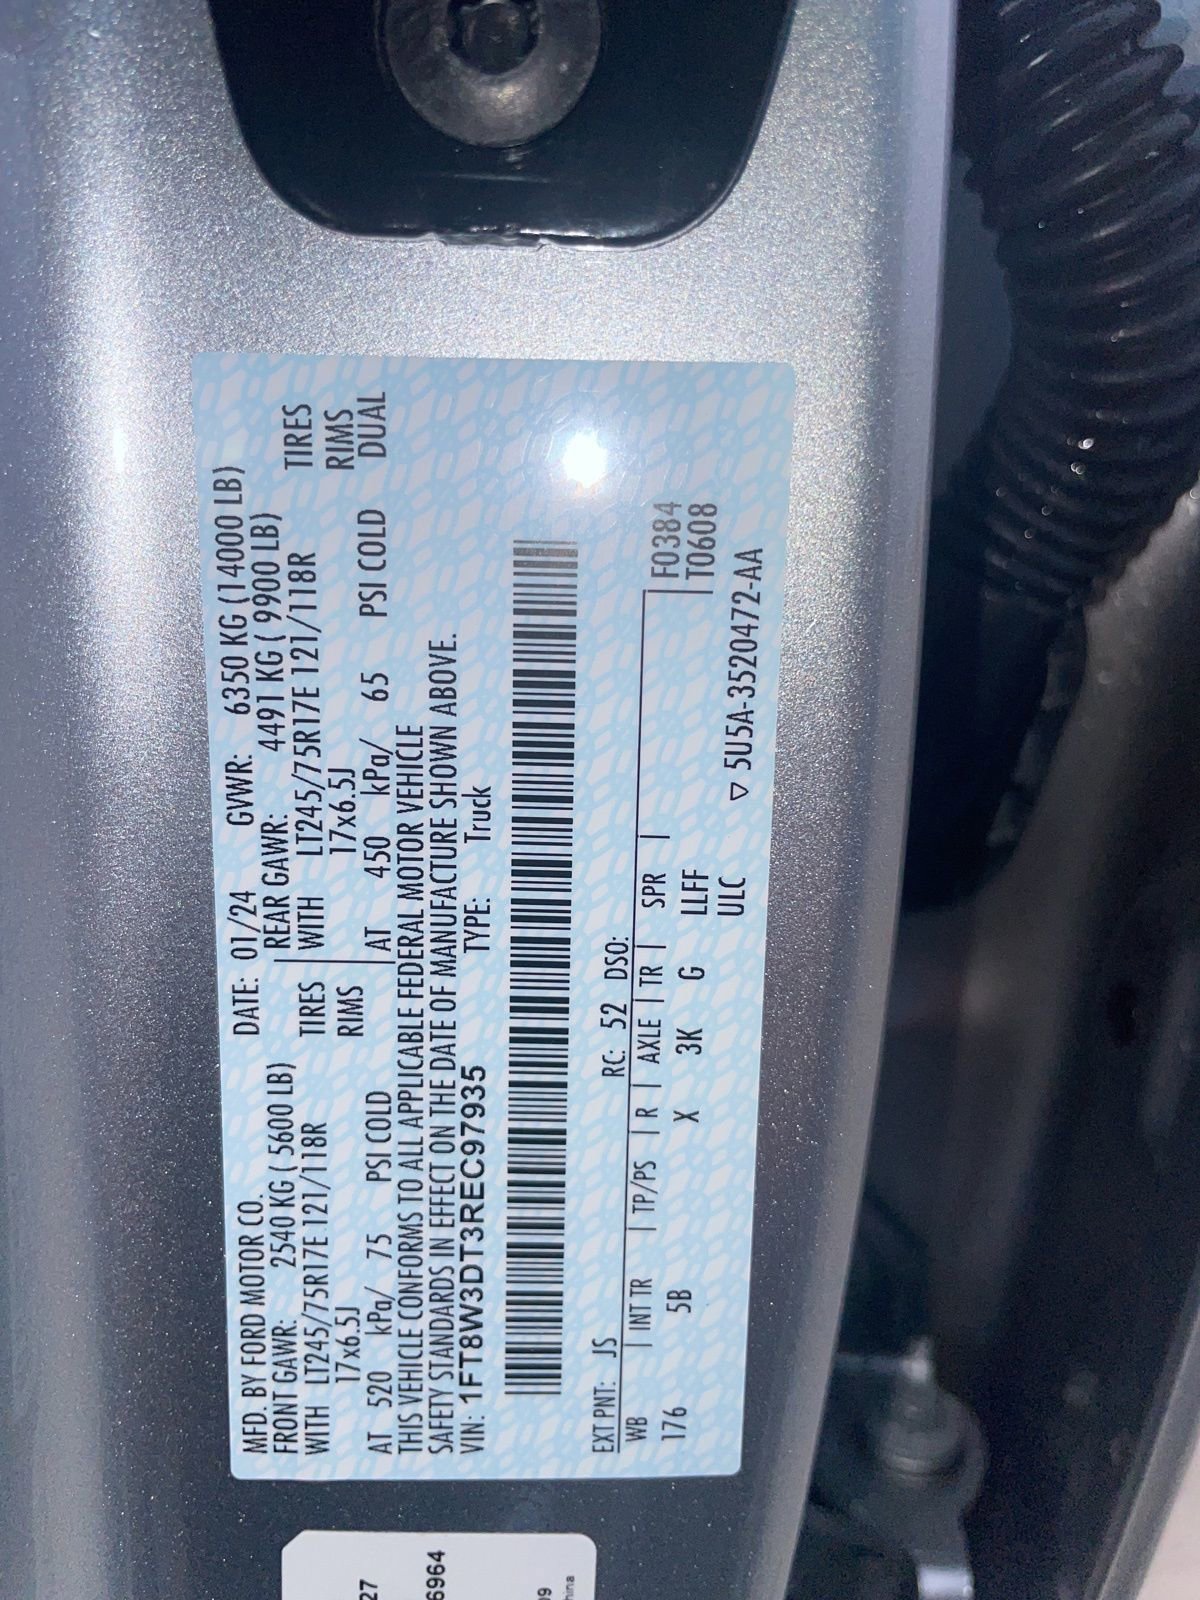 MFD. BY FORD MOTOR CO. DATE: 01/24 GVWR: 6350 KG (14000 LB)
FRONT GAWR: 2540 KG ( 5600 LB) REAR GAWR: 4491 KG ( 9900 LB)
WITH LT245/75R17E 121/118R TIRES WITH LT245/75R17E 121/118R TIRES
17x6.5J RIMS 17x6.5J RIMS
AT 520 kPa/ 75 PSI COLD AT 450 kPa/ 65 PSI COLD DUAL
THIS VEHICLE CONFORMS TO ALL APPLICABLE FEDERAL MOTOR VEHICLE
SAFETY STANDARDS IN EFFECT ON THE DATE OF MANUFACTURE SHOWN ABOVE.
VIN: 1FT8W3DT3REC97935 TYPE: Truck
EXT PNT: JS RC: 52 DSO:
WB | INT TR | TP/PS | R | AXLE | TR | SPR | F0384
176 5B X 3K G LLFF T0608
ULC ▽ 5U5A-3520472-AA
27
6964
09
hina